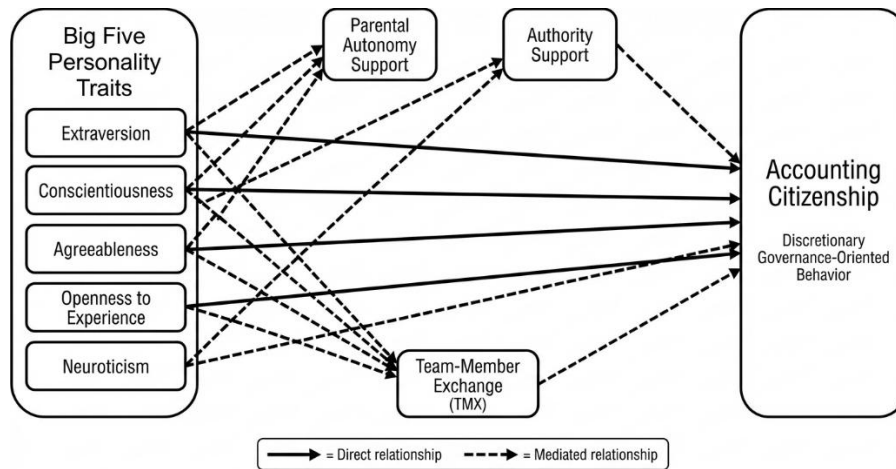 Big Five
Personality
Traits
Extraversion
Conscientiousness
Agreeableness
Openness to
Experience
Neuroticism
Parental
Autonomy
Support
Authority
Support
Team-Member
Exchange
(TMX)
Accounting
Citizenship
Discretionary
Governance-Oriented
Behavior
= Direct relationship
= Mediated relationship